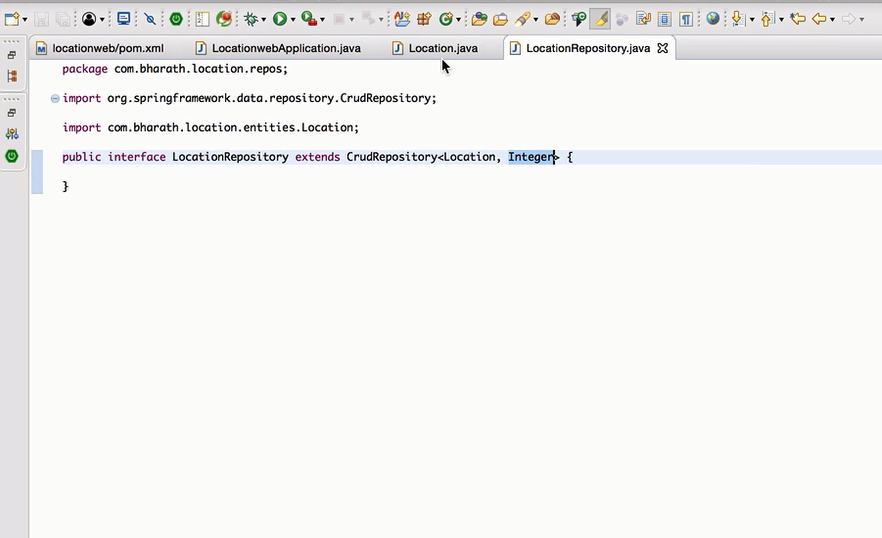 locationweb/pom.xml LocationwebApplication.java Location.java LocationRepository.java
package com.bharath.location.repos;
import org.springframework.data.repository.CrudRepository;
import com.bharath.location.entities.Location;
public interface LocationRepository extends CrudRepository<Location, Integer> {
}